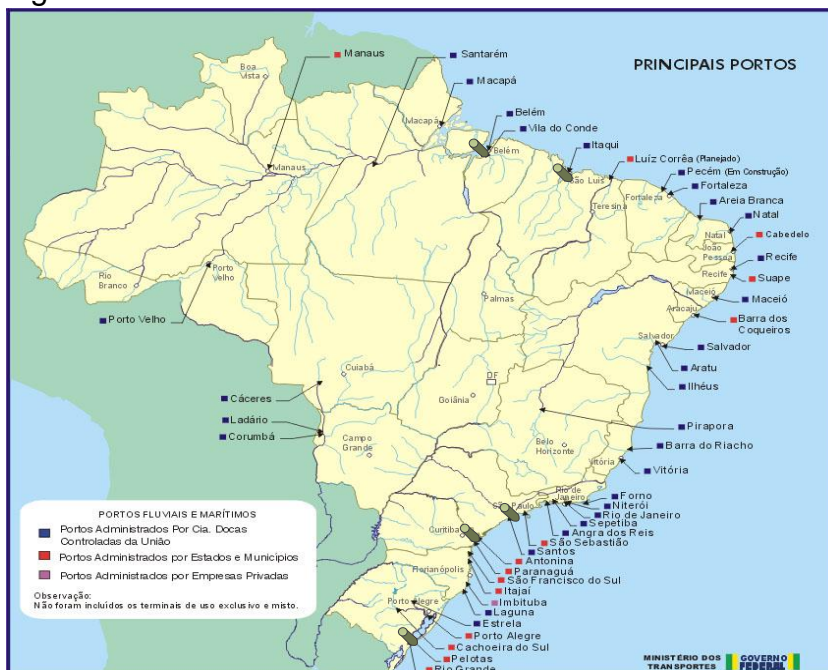 PRINCIPAIS PORTOS
Manaus
Santarém
Macapá
Belém
Vila do Conde
Itaqui
Luíz Corrêa (Planejado)
Pecém (Em Construção)
Fortaleza
Areia Branca
Natal
Cabedelo
Recife
Suape
Maceió
Barra dos
Coqueiros
Salvador
Aratu
Ilhéus
Pirapora
Barra do Riacho
Vitória
Forno
Niterói
Rio de Janeiro
Sepetiba
Angra dos Reis
São Sebastião
Santos
Antonina
Paranaguá
São Francisco do Sul
Itajaí
Imbituba
Laguna
Estrela
Porto Alegre
Cachoeira do Sul
Pelotas
Rio Grande
Porto Velho
Cáceres
Ladário
Corumbá
Boa
Vista
Macapá
Manaus
Belém
São Luis
Teresina
Fortaleza
Natal
João
Pessoa
Recife
Maceió
Aracaju
Salvador
Palmas
Rio
Branco
Porto
Velho
Cuiabá
DF
Goiânia
Campo
Grande
Belo
Horizonte
Vitória
Rio de
Janeiro
São Paulo
Curitiba
Florianópolis
Porto Alegre
PORTOS FLUVIAIS E MARÍTIMOS
Portos Administrados Por Cia. Docas
Controladas da União
Portos Administrados por Estados e Municipios
Portos Administrados por Empresas Privadas
Observação:
Não foram incluídos os terminais de uso exclusivo e misto.
MINISTÉRIO DOS
TRANSPORTES
GOVERNO
FEDERAL